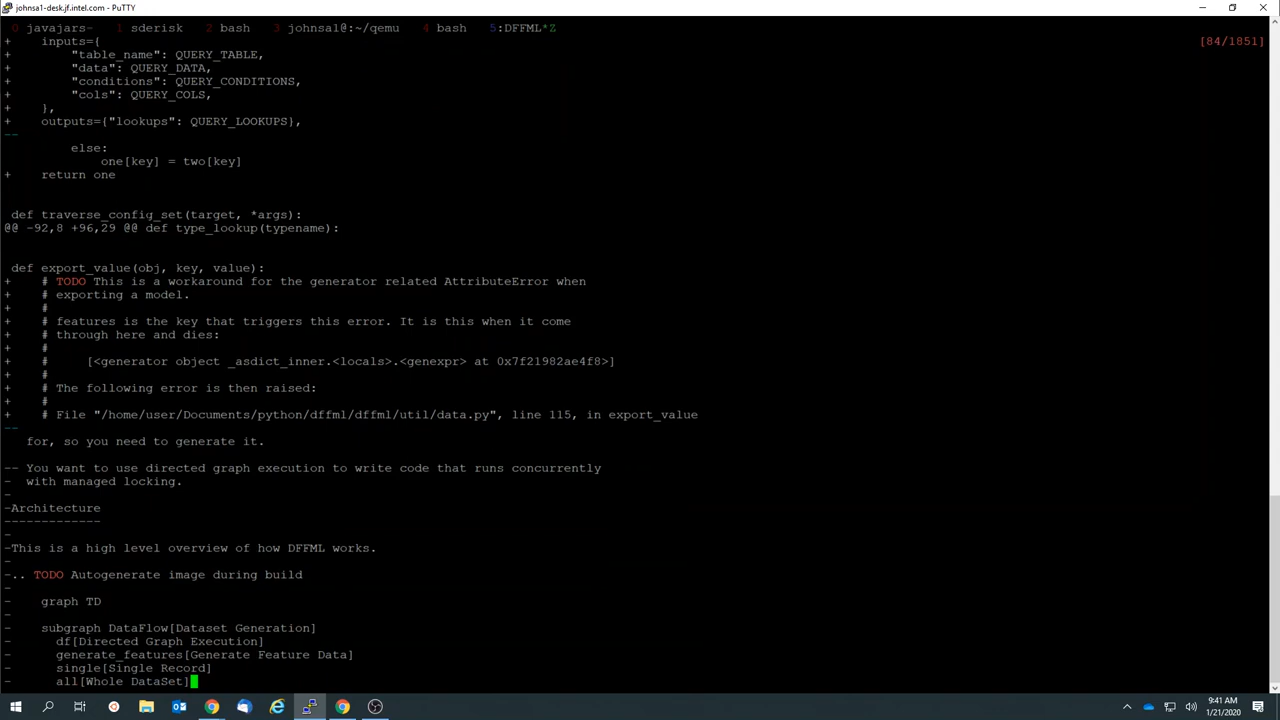 johnsa1-desk.jf.intel.com - PuTTY
0 javajars- 1 sderisk 2 bash 3 johnsa1@:~/qemu 4 bash 5:DFFML*Z
+    inputs={ [84/1851]
+        "table_name": QUERY_TABLE,
+        "data": QUERY_DATA,
+        "conditions": QUERY_CONDITIONS,
+        "cols": QUERY_COLS,
+    },
+    outputs={"lookups": QUERY_LOOKUPS},
--
         else:
             one[key] = two[key]
+    return one
 def traverse_config_set(target, *args):
@@ -92,8 +96,29 @@ def type_lookup(typename):
 def export_value(obj, key, value):
+    # TODO This is a workaround for the generator related AttributeError when
+    # exporting a model.
+    #
+    # features is the key that triggers this error. It is this when it come
+    # through here and dies:
+    #
+    #     [<generator object _asdict_inner.<locals>.<genexpr> at 0x7f21982ae4f8>]
+    #
+    # The following error is then raised:
+    #
+    # File "/home/user/Documents/python/dffml/dffml/util/data.py", line 115, in export_value
--
   for, so you need to generate it.
-- You want to use directed graph execution to write code that runs concurrently
-  with managed locking.
-
-Architecture
-------------
-
-This is a high level overview of how DFFML works.
-
-.. TODO Autogenerate image during build
-
-    graph TD
-
-    subgraph DataFlow[Dataset Generation]
-      df[Directed Graph Execution]
-      generate_features[Generate Feature Data]
-      single[Single Record]
-      all[Whole DataSet]
9:41 AM
1/21/2020